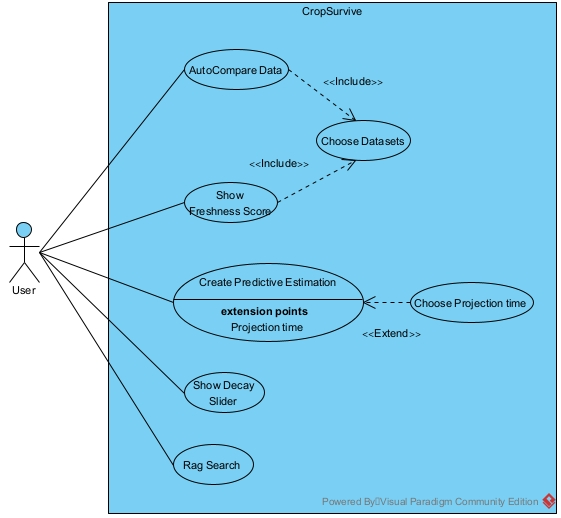 CropSurvive
AutoCompare Data
<<Include>>
Choose Datasets
<<Include>>
Show
Freshness Score
User
Create Predictive Estimation
extension points
Projection time
Choose Projection time
<<Extend>>
Show Decay
Slider
Rag Search
Powered By Visual Paradigm Community Edition